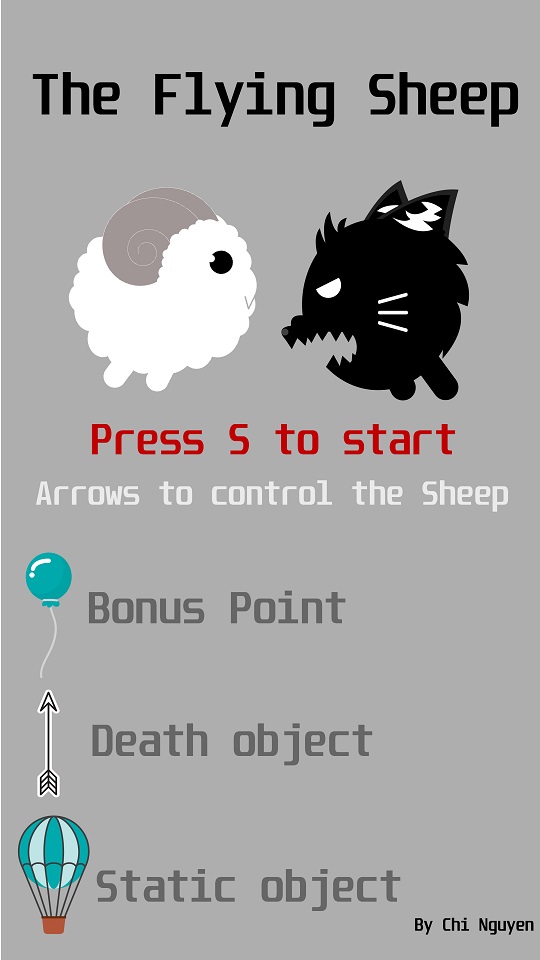 The Flying Sheep
Press S to start
Arrows to control the Sheep
Bonus Point
Death object
Static object
By Chi Nguyen